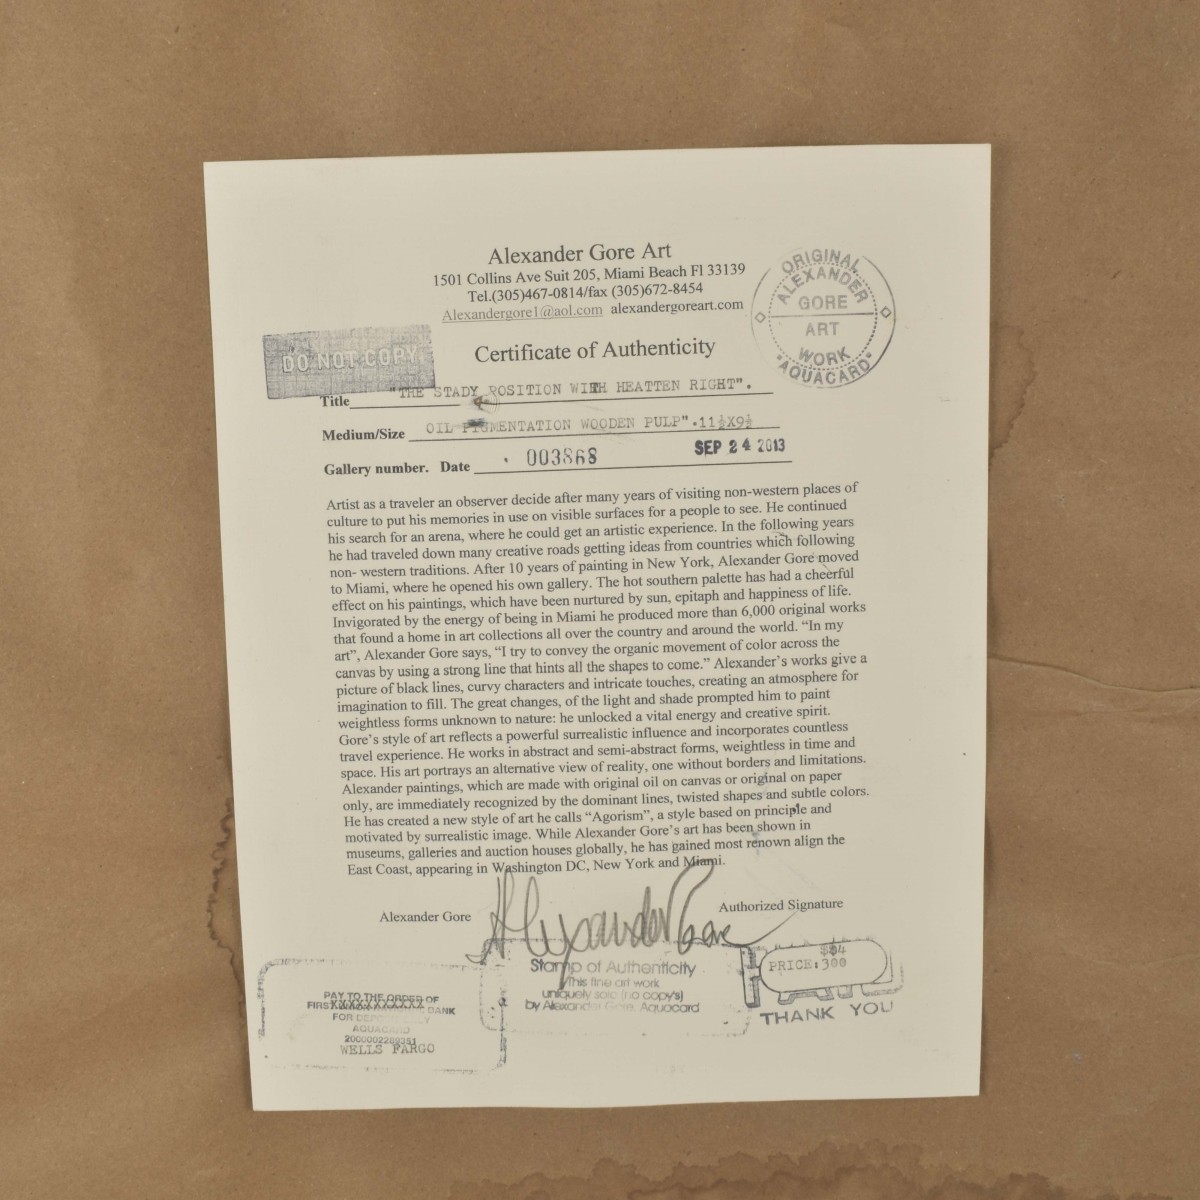 Alexander Gore Art
1501 Collins Ave Suit 205, Miami Beach Fl 33139
Tel.(305)467-0814/fax (305)672-8454
Alexandergore1@aol.com alexandergoreart.com
ORIGINAL
ALEXANDER
GORE
ART
WORK
AQUACARD
DO NOT COPY
Certificate of Authenticity
Title "THE STADY POSITION WITH HEATTEN RIGHT".
Medium/Size OIL PIGMENTATION WOODEN PULP".11½X9½
Gallery number. Date . 003868 SEP 24 2013
Artist as a traveler an observer decide after many years of visiting non-western places of
culture to put his memories in use on visible surfaces for a people to see. He continued
his search for an arena, where he could get an artistic experience. In the following years
he had traveled down many creative roads getting ideas from countries which following
non- western traditions. After 10 years of painting in New York, Alexander Gore moved
to Miami, where he opened his own gallery. The hot southern palette has had a cheerful
effect on his paintings, which have been nurtured by sun, epitaph and happiness of life.
Invigorated by the energy of being in Miami he produced more than 6,000 original works
that found a home in art collections all over the country and around the world. “In my
art”, Alexander Gore says, “I try to convey the organic movement of color across the
canvas by using a strong line that hints all the shapes to come.” Alexander’s works give a
picture of black lines, curvy characters and intricate touches, creating an atmosphere for
imagination to fill. The great changes, of the light and shade prompted him to paint
weightless forms unknown to nature: he unlocked a vital energy and creative spirit.
Gore’s style of art reflects a powerful surrealistic influence and incorporates countless
travel experience. He works in abstract and semi-abstract forms, weightless in time and
space. His art portrays an alternative view of reality, one without borders and limitations.
Alexander paintings, which are made with original oil on canvas or original on paper
only, are immediately recognized by the dominant lines, twisted shapes and subtle colors.
He has created a new style of art he calls “Agorism”, a style based on principle and
motivated by surrealistic image. While Alexander Gore’s art has been shown in
museums, galleries and auction houses globally, he has gained most renown align the
East Coast, appearing in Washington DC, New York and Miami.
Alexander Gore Alexander Gore Authorized Signature
Stamp of Authenticity
This fine art work
uniquely sold (no copy's)
by Alexander Gore Aquacard
PRICE:300
THANK YOU
PAY TO THE ORDER OF
FIRST BANK
FOR DEPOSIT ONLY
AQUACARD
WELLS FARGO